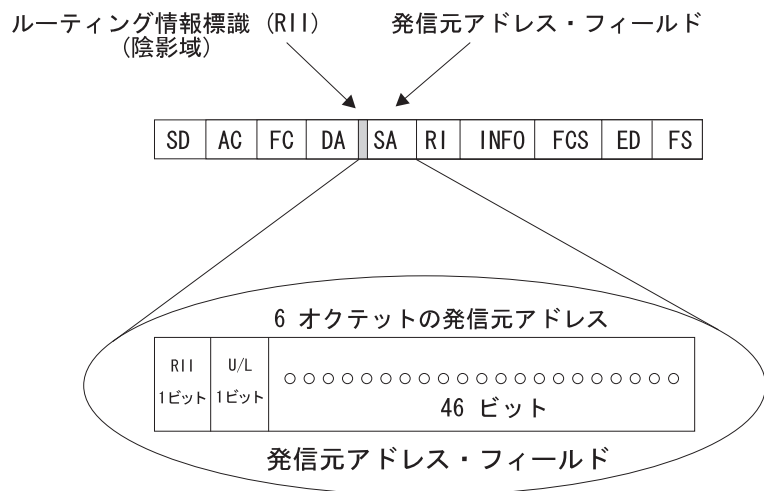 ルーティング情報標識 (RII)
(陰影域)
発信元アドレス・フィールド
SD AC FC DA SA RI INFO FCS ED FS
6 オクテットの発信元アドレス
RII U/L
1ビット 1ビット
46 ビット
発信元アドレス・フィールド